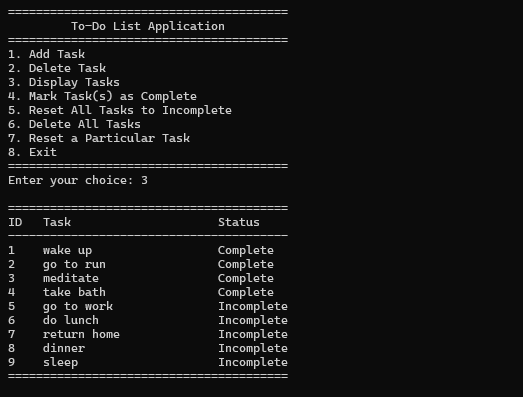 ========================================
To-Do List Application
========================================
1. Add Task
2. Delete Task
3. Display Tasks
4. Mark Task(s) as Complete
5. Reset All Tasks to Incomplete
6. Delete All Tasks
7. Reset a Particular Task
8. Exit
========================================
Enter your choice: 3
========================================
ID Task Status
----------------------------------------
1 wake up Complete
2 go to run Complete
3 meditate Complete
4 take bath Complete
5 go to work Incomplete
6 do lunch Incomplete
7 return home Incomplete
8 dinner Incomplete
9 sleep Incomplete
========================================